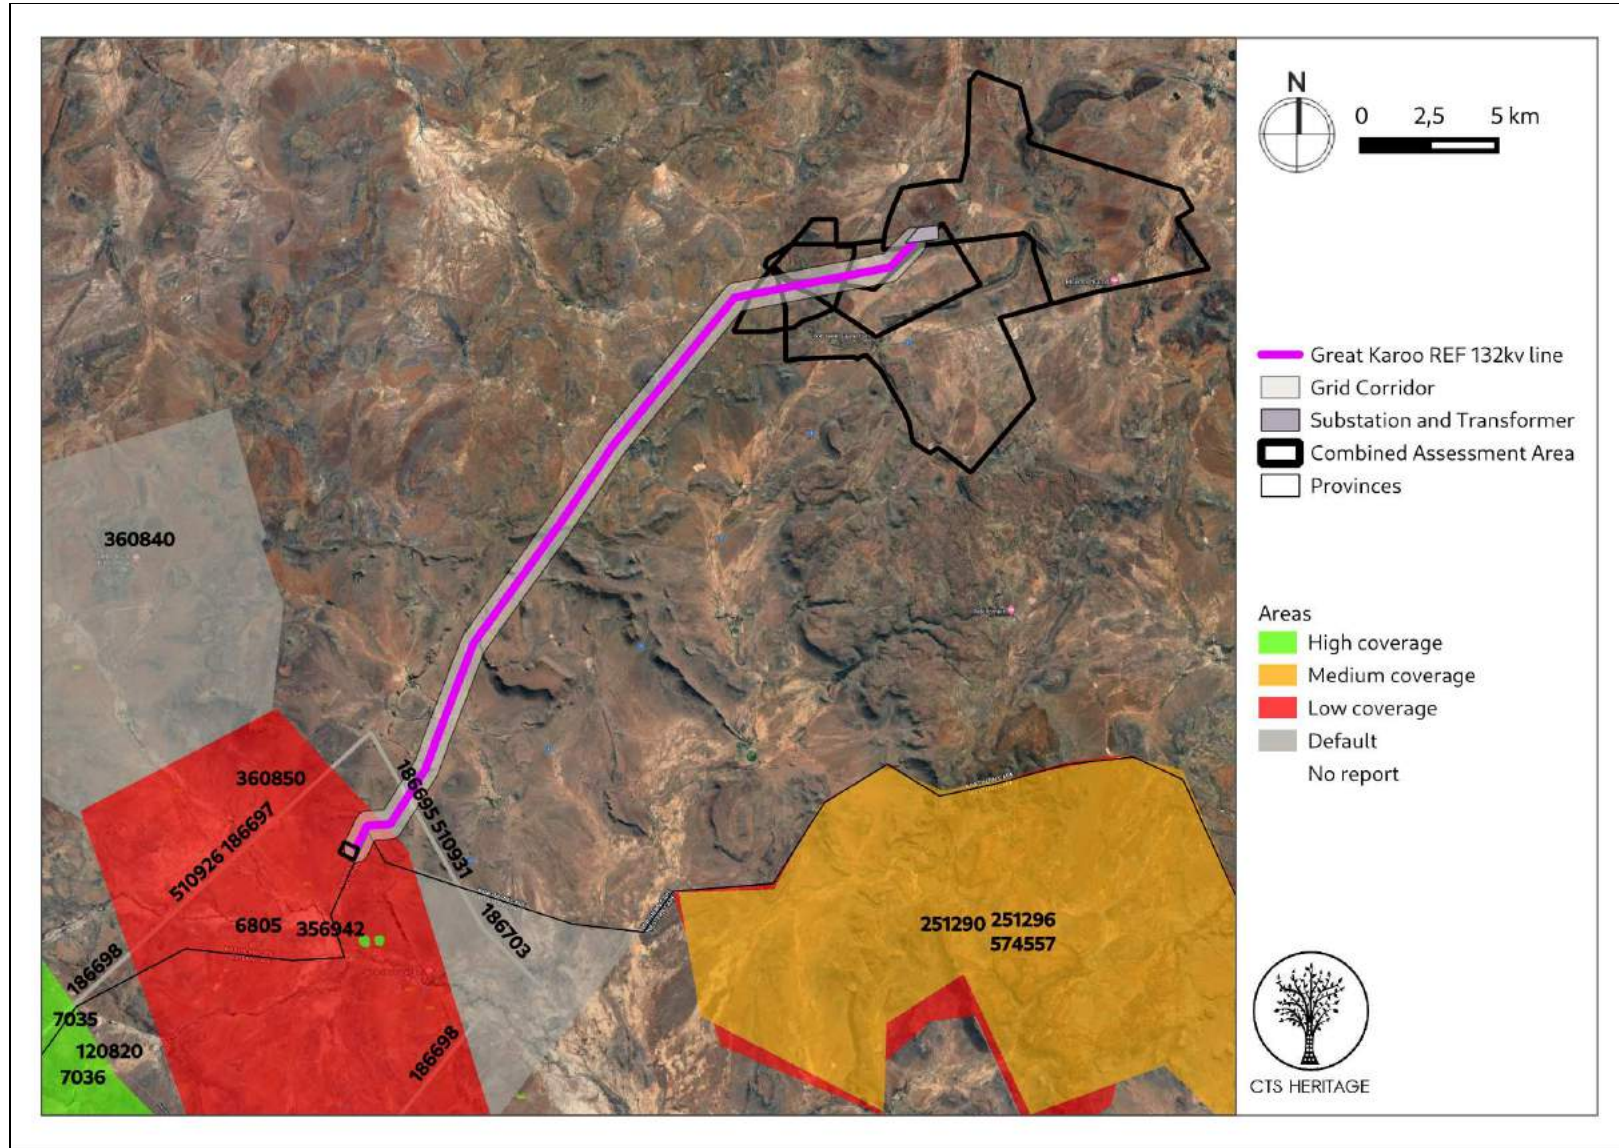 N
0 2,5 5 km
Great Karoo REF 132kv line
Grid Corridor
Substation and Transformer
Combined Assessment Area
Provinces
360840
Areas
High coverage
Medium coverage
Low coverage
Default
No report
360850
186695 510931
510926 186697
6805 356942
186703
251290 251296
574557
186698
7035
120820
7036
186698
CTS HERITAGE